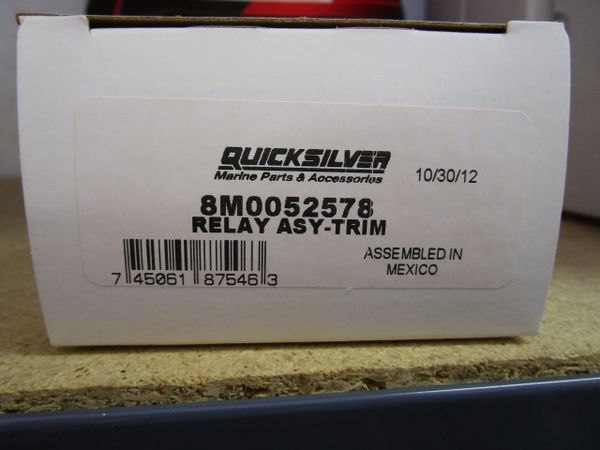 QUICKSILVER
Marine Parts & Accessories
10/30/12
8M0052578
RELAY ASY-TRIM
ASSEMBLED IN
MEXICO
7 45061 87546 3